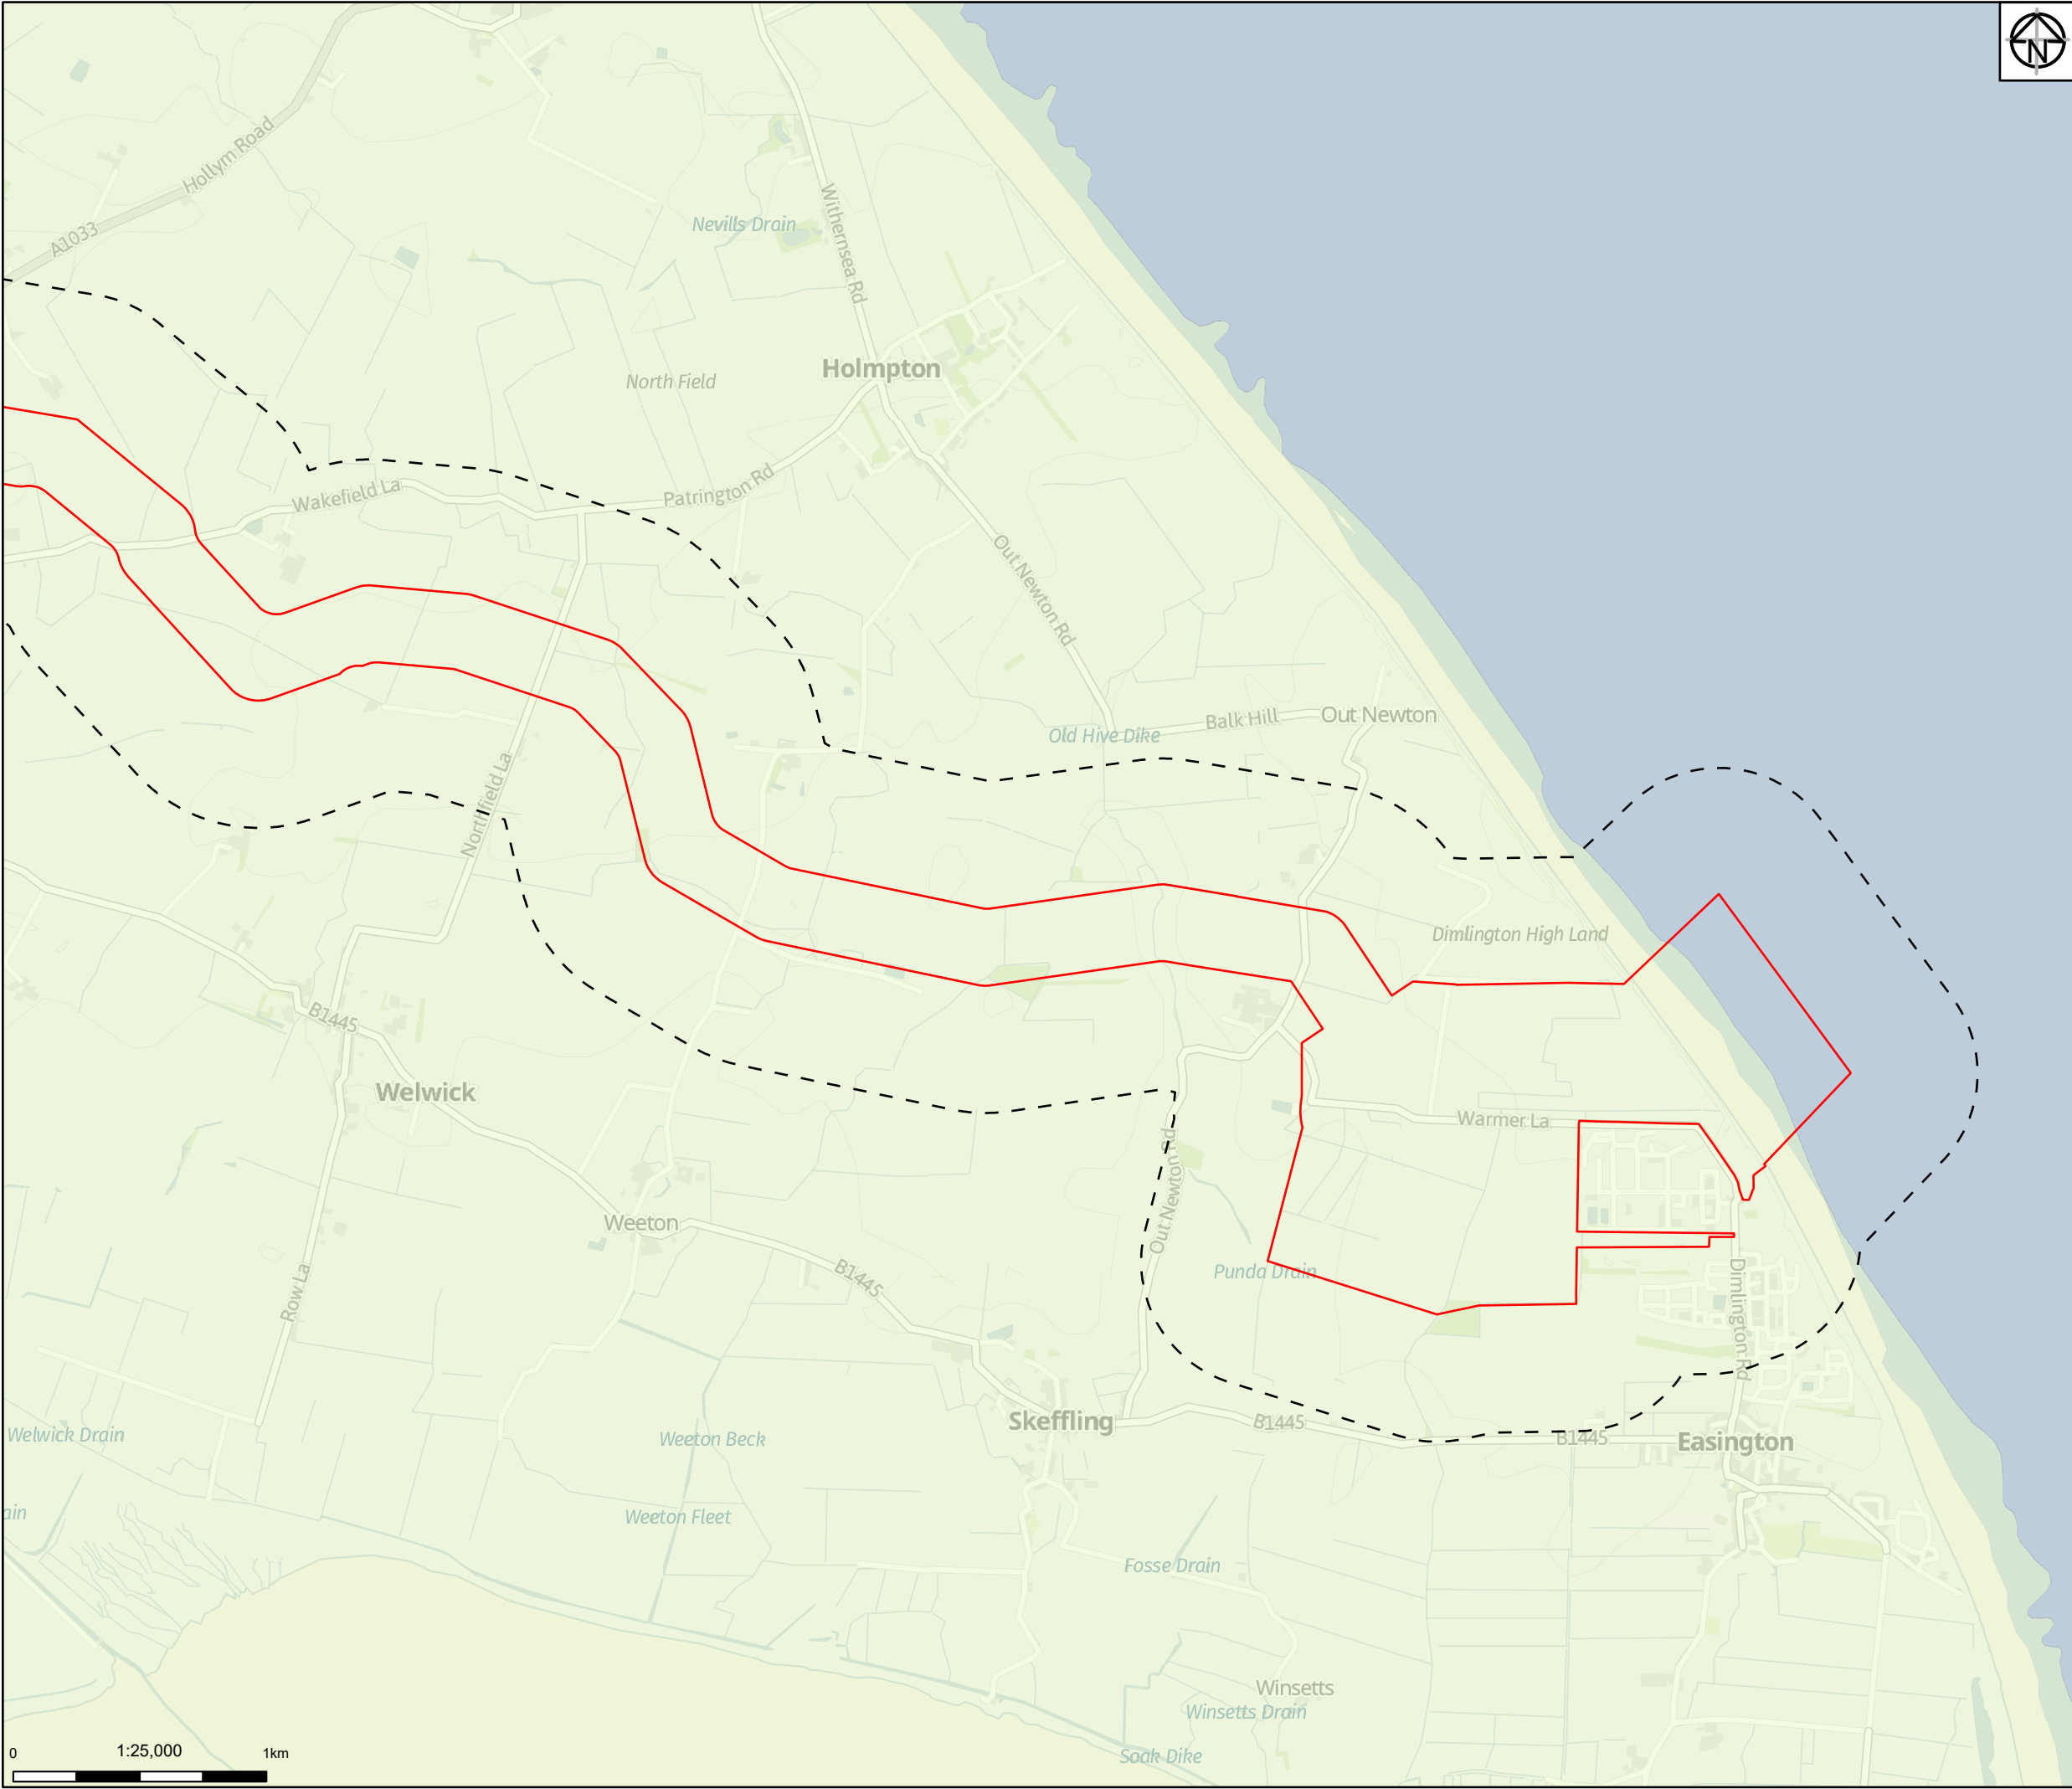 N
Hollym Road
A1033
Withernsea Rd
Nevills Drain
Holmpton
North Field
Wakefield La
Patrington Rd
Out Newton Rd
Out Newton
Balk Hill
Old Hive Dike
Northfield La
Dimlington High Land
B1445
Welwick
Warmer La
Out Newton Rd
Weeton
Punda Drain
B1445
Row La
Dimlington Rd
Skeffling
B1445
B1445
Easington
Welwick Drain
Weeton Beck
ain
Weeton Fleet
Fosse Drain
Winsetts
Winsetts Drain
Soak Dike
0 1:25,000 1km